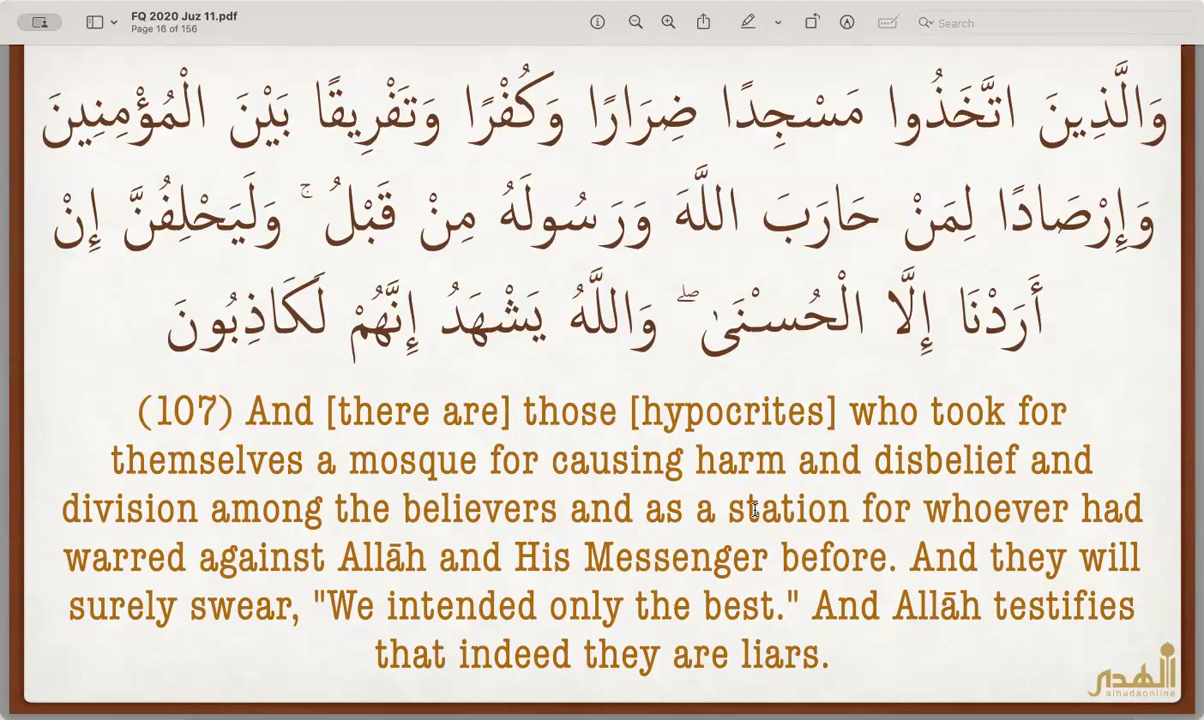 FQ 2020 Juz 11.pdf
Page 16 of 156
Search
وَالَّذِينَ اتَّخَذُوا مَسْجِدًا ضِرَارًا وَكُفْرًا وَتَفْرِيقًا بَيْنَ الْمُؤْمِنِينَ
وَإِرْصَادًا لِمَنْ حَارَبَ اللَّهَ وَرَسُولَهُ مِنْ قَبْلُ ۚ وَلَيَحْلِفُنَّ إِنْ
أَرَدْنَا إِلَّا الْحُسْنَىٰ ۖ وَاللَّهُ يَشْهَدُ إِنَّهُمْ لَكَاذِبُونَ
(107) And [there are] those [hypocrites] who took for
themselves a mosque for causing harm and disbelief and
division among the believers and as a station for whoever had
warred against Allāh and His Messenger before. And they will
surely swear, "We intended only the best." And Allāh testifies
that indeed they are liars.
الهدى
alhudaonline